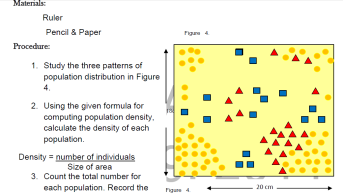 Materials:
Ruler
Pencil & Paper
Procedure:
1. Study the three patterns of
population distribution in Figure
4.
2. Using the given formula for
computing population density,
calculate the density of each
population.
Density = number of individuals
Size of area
3. Count the total number for
each population. Record the
Figure 4.
20 cm
Figure 4.